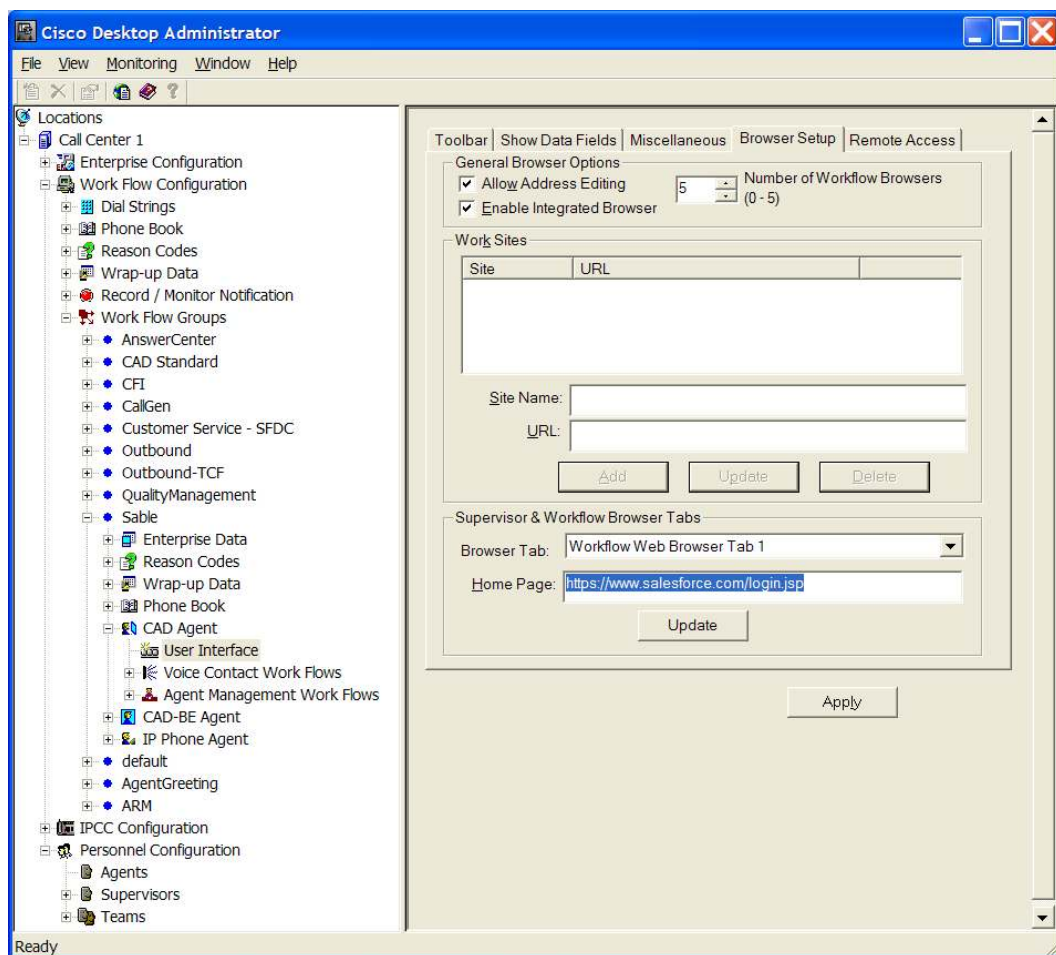 Cisco Desktop Administrator
File View Monitoring Window Help
Locations
Call Center 1
Enterprise Configuration
Work Flow Configuration
Dial Strings
Phone Book
Reason Codes
Wrap-up Data
Record / Monitor Notification
Work Flow Groups
AnswerCenter
CAD Standard
CFI
CallGen
Customer Service - SFDC
Outbound
Outbound-TCF
QualityManagement
Sable
Enterprise Data
Reason Codes
Wrap-up Data
Phone Book
CAD Agent
User Interface
Voice Contact Work Flows
Agent Management Work Flows
CAD-BE Agent
IP Phone Agent
default
AgentGreeting
ARM
IPCC Configuration
Personnel Configuration
Agents
Supervisors
Teams
Toolbar Show Data Fields Miscellaneous Browser Setup Remote Access
General Browser Options
Allow Address Editing
Enable Integrated Browser
5
Number of Workflow Browsers
(0 - 5)
Work Sites
Site URL
Site Name:
URL:
Add Update Delete
Supervisor & Workflow Browser Tabs
Browser Tab: Workflow Web Browser Tab 1
Home Page: https://www.salesforce.com/login.jsp
Update
Apply
Ready